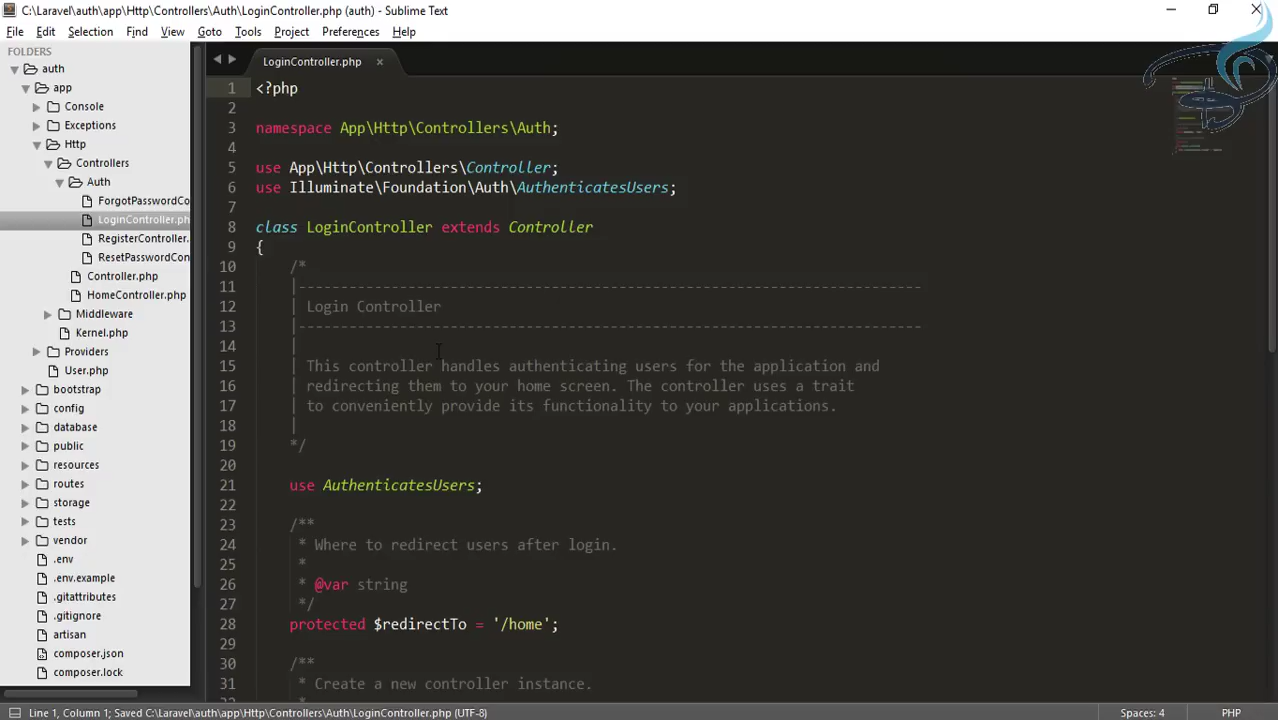 C:\Laravel\auth\app\Http\Controllers\Auth\LoginController.php (auth) - Sublime Text
File Edit Selection Find View Goto Tools Project Preferences Help
FOLDERS
auth
app
Console
Exceptions
Http
Controllers
Auth
ForgotPasswordCo
LoginController.ph
RegisterController.
ResetPasswordCon
Controller.php
HomeController.php
Middleware
Kernel.php
Providers
User.php
bootstrap
config
database
public
resources
routes
storage
tests
vendor
.env
.env.example
.gitattributes
.gitignore
artisan
composer.json
composer.lock
LoginController.php ×
1 <?php
2
3 namespace App\Http\Controllers\Auth;
4
5 use App\Http\Controllers\Controller;
6 use Illuminate\Foundation\Auth\AuthenticatesUsers;
7
8 class LoginController extends Controller
9 {
10 /*
11 |--------------------------------------------------------------------------
12 | Login Controller
13 |--------------------------------------------------------------------------
14 |
15 | This controller handles authenticating users for the application and
16 | redirecting them to your home screen. The controller uses a trait
17 | to conveniently provide its functionality to your applications.
18 |
19 */
20
21 use AuthenticatesUsers;
22
23 /**
24 * Where to redirect users after login.
25 *
26 * @var string
27 */
28 protected $redirectTo = '/home';
29
30 /**
31 * Create a new controller instance.
32 *
Line 1, Column 1; Saved C:\Laravel\auth\app\Http\Controllers\Auth\LoginController.php (UTF-8)
Spaces: 4 PHP